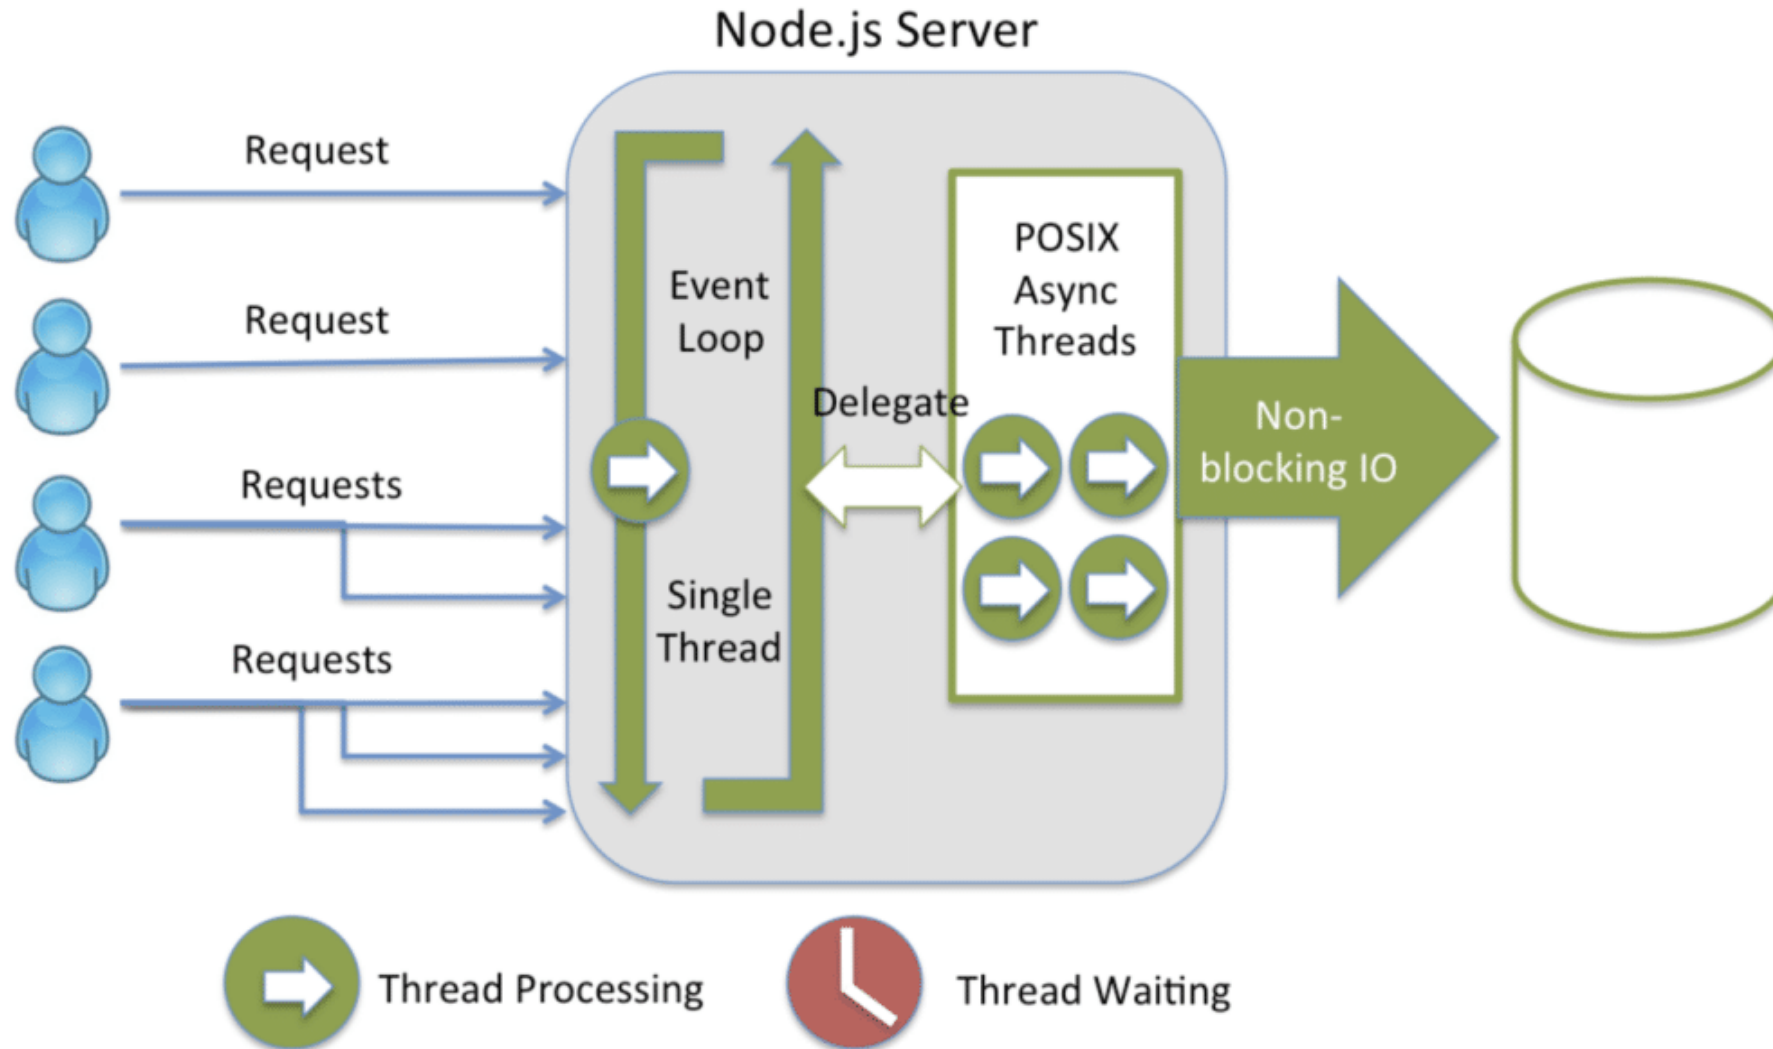 Node.js Server
Request
Request
Requests
Requests
Event
Loop
Single
Thread
Delegate
POSIX
Async
Threads
Non-
blocking IO
Thread Processing
Thread Waiting